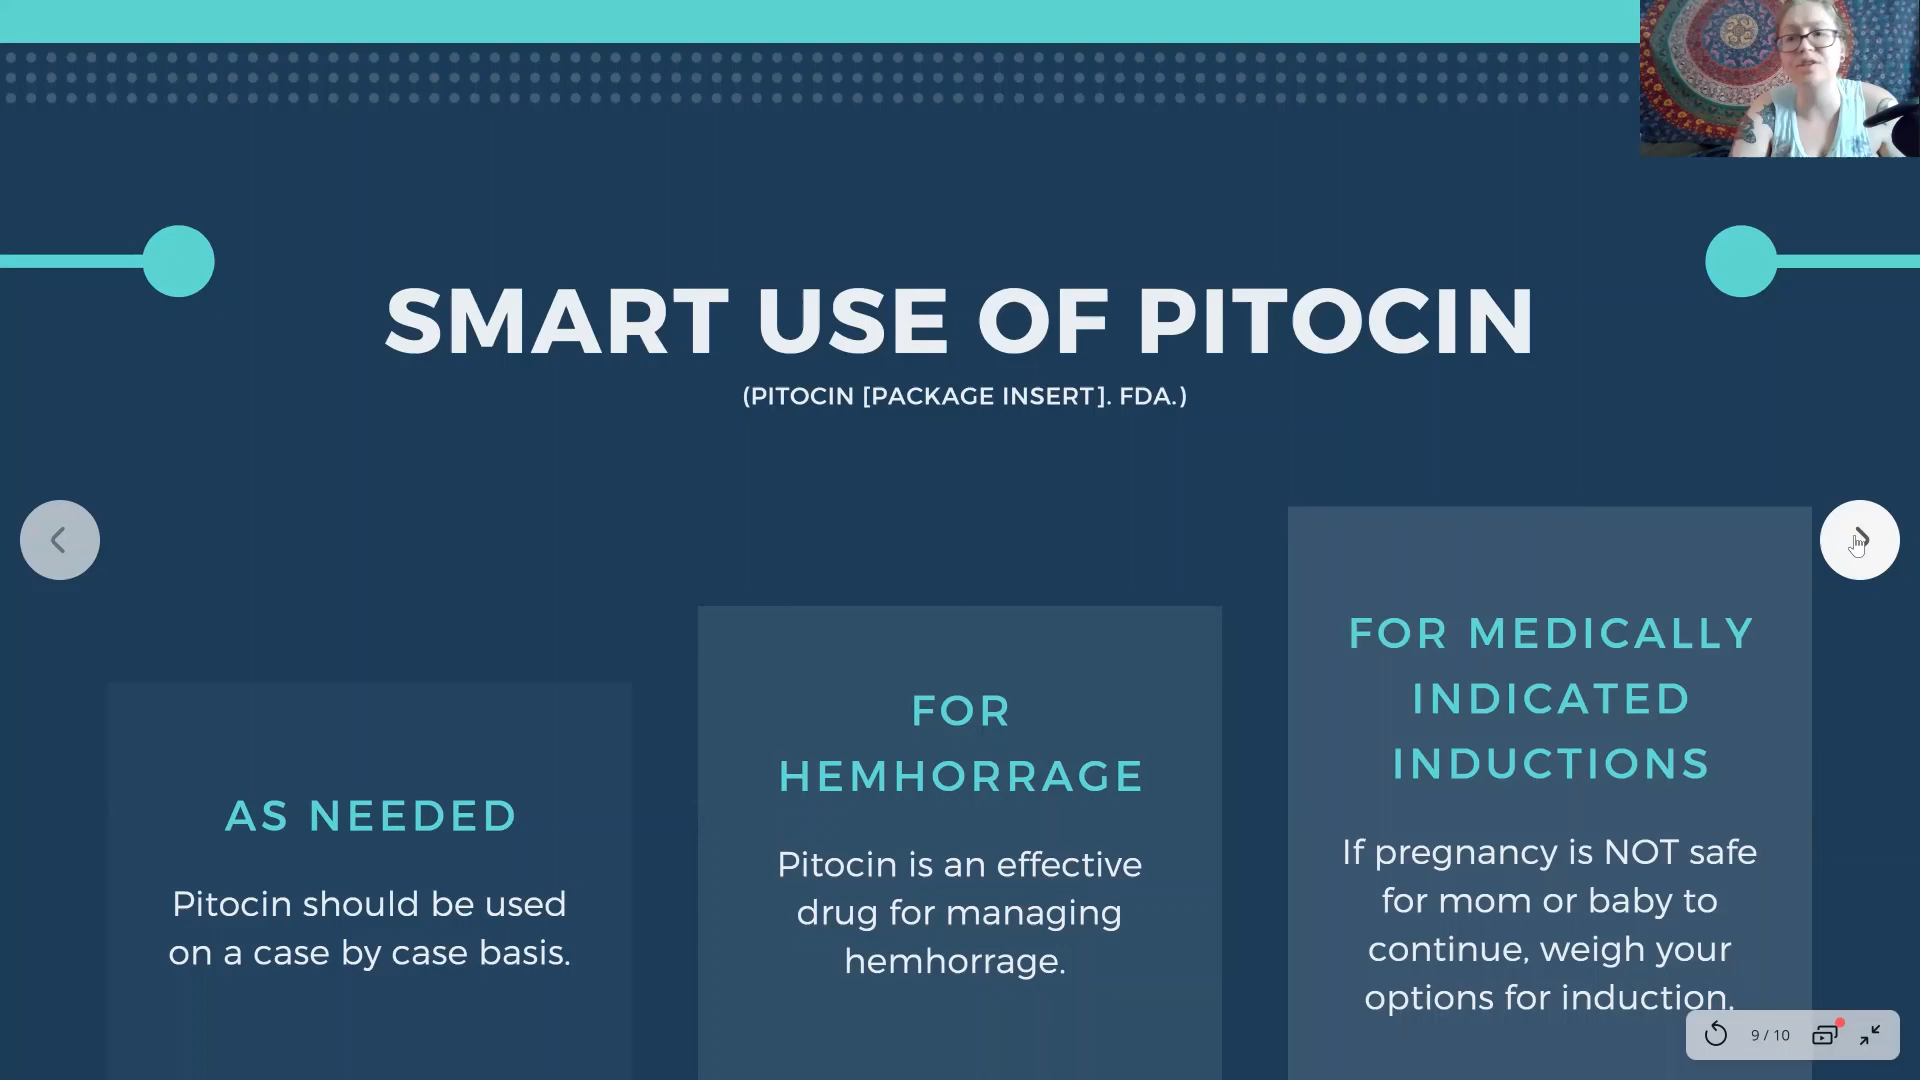 SMART USE OF PITOCIN
(PITOCIN [PACKAGE INSERT]. FDA.)
AS NEEDED
Pitocin should be used
on a case by case basis.
FOR
HEMHORRAGE
Pitocin is an effective
drug for managing
hemhorrage.
FOR MEDICALLY
INDICATED
INDUCTIONS
If pregnancy is NOT safe
for mom or baby to
continue, weigh your
options for induction.
9 / 10